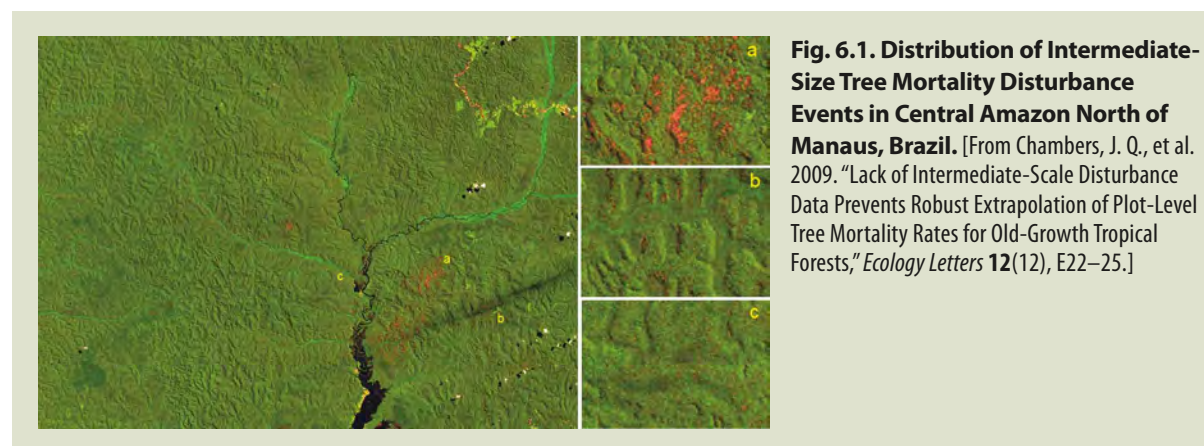 a
b
c
a
b
c
Fig. 6.1. Distribution of Intermediate-
Size Tree Mortality Disturbance
Events in Central Amazon North of
Manaus, Brazil. [From Chambers, J. Q., et al.
2009. “Lack of Intermediate-Scale Disturbance
Data Prevents Robust Extrapolation of Plot-Level
Tree Mortality Rates for Old-Growth Tropical
Forests,” Ecology Letters 12(12), E22–25.]